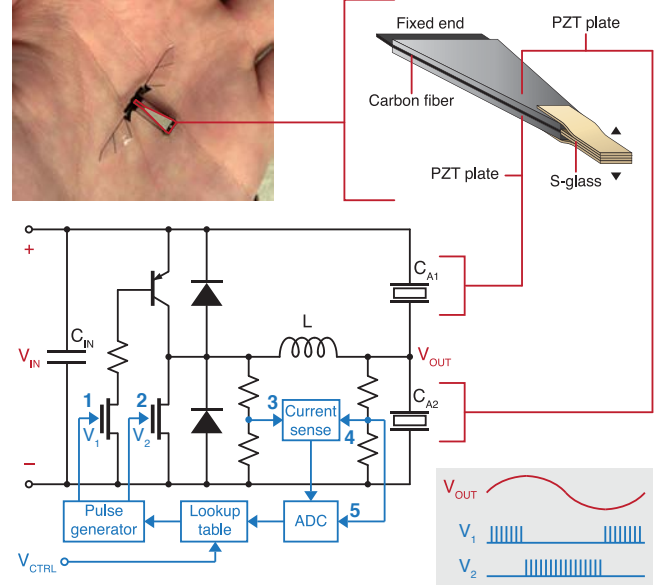 Fixed end
PZT plate
Carbon fiber
PZT plate
S-glass
+
C_A1
C_IN
L
V_IN
V_OUT
1
2
3
Current
sense
C_A2
V_1
V_2
4
−
Pulse
generator
Lookup
table
ADC
5
V_CTRL
V_OUT
V_1
V_2